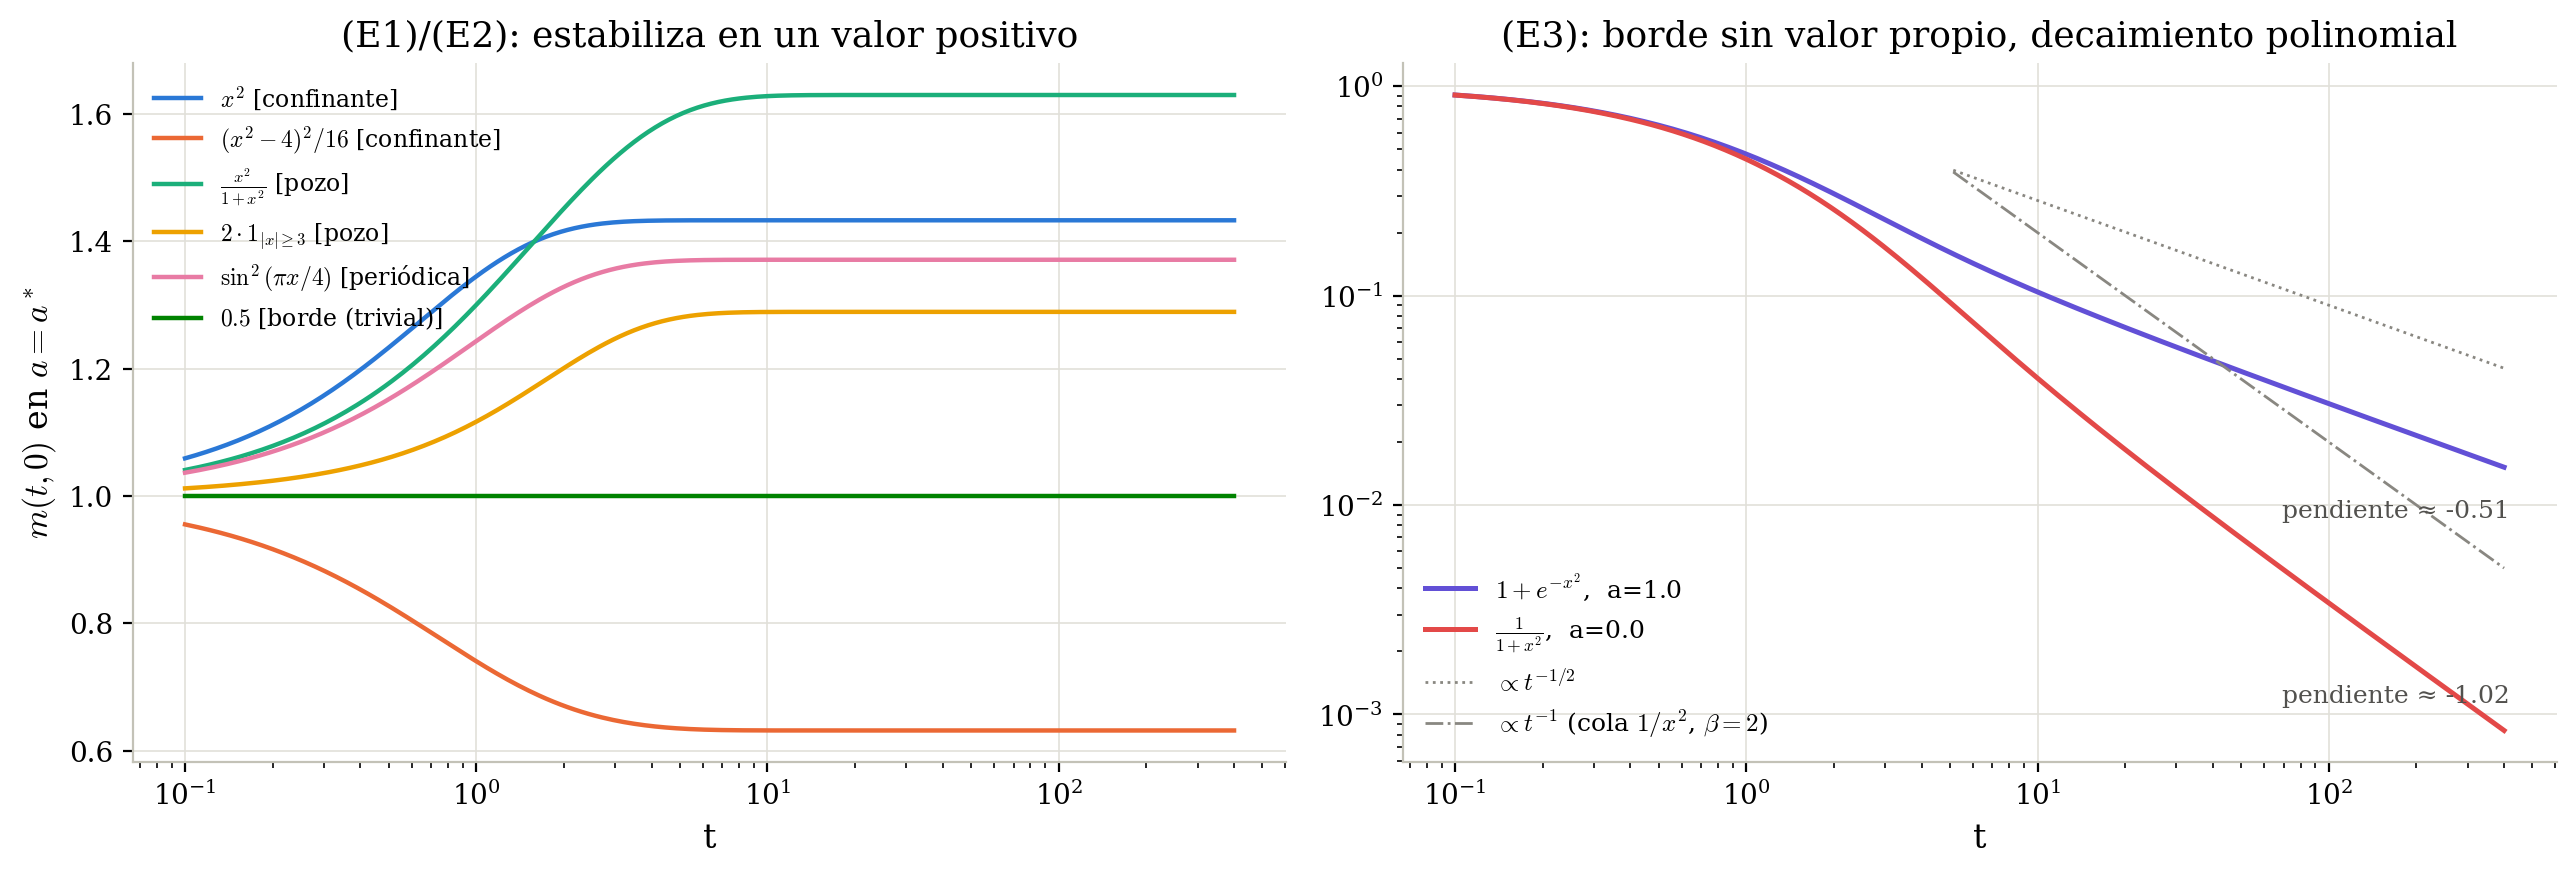 (E1)/(E2): estabiliza en un valor positivo
m(t, 0) en a = a*
1.6
1.4
1.2
1.0
0.8
0.6
x² [confinante]
(x² − 4)²/16 [confinante]
x²/(1+x²) [pozo]
2 · 1_{|x|≥3} [pozo]
sin² (πx/4) [periódica]
0.5 [borde (trivial)]
10⁻¹ 10⁰ 10¹ 10²
t
(E3): borde sin valor propio, decaimiento polinomial
10⁰
10⁻¹
10⁻²
10⁻³
pendiente ≈ -0.51
pendiente ≈ -1.02
1 + e^{−x²}, a=1.0
1/(1+x²), a=0.0
∝ t^{−1/2}
∝ t⁻¹ (cola 1/x², β = 2)
10⁻¹ 10⁰ 10¹ 10²
t